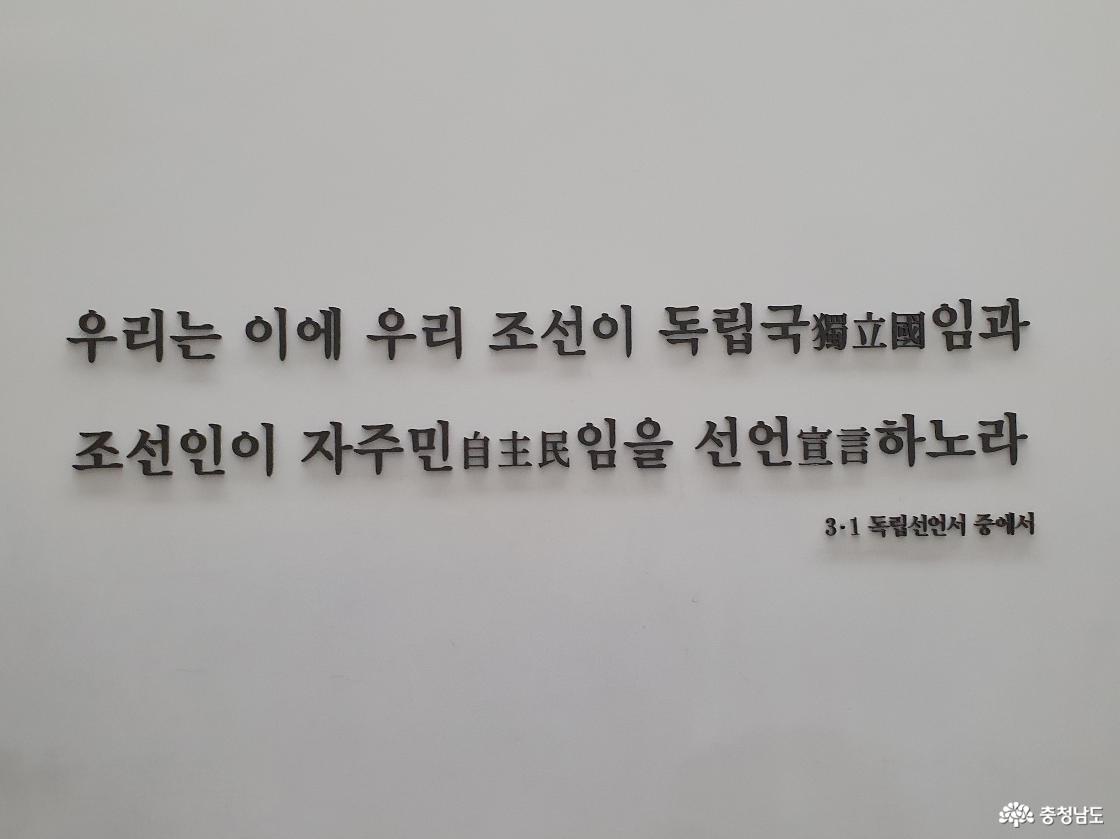 우리는 이에 우리 조선이 독립국獨立國임과
조선인이 자주민自主民임을 선언宣言하노라
3·1 독립선언서 중에서
충청남도